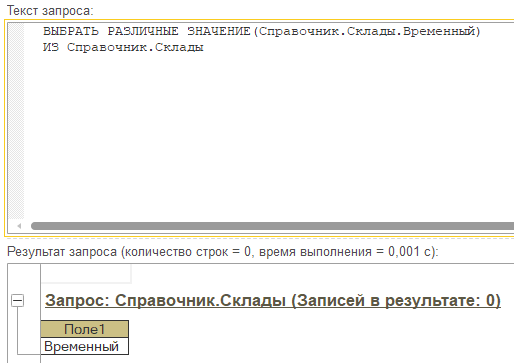 Текст запроса:
ВЫБРАТЬ РАЗЛИЧНЫЕ ЗНАЧЕНИЕ(Справочник.Склады.Временный)
ИЗ Справочник.Склады
Результат запроса (количество строк = 0, время выполнения = 0,001 с):
Запрос: Справочник.Склады (Записей в результате: 0)
Поле1
Временный